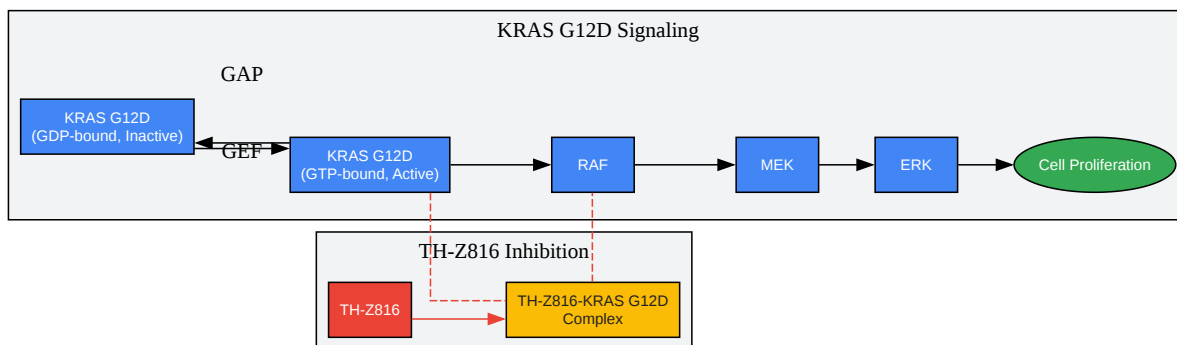 KRAS G12D Signaling
GAP
KRAS G12D
(GDP-bound, Inactive)
GEF
KRAS G12D
(GTP-bound, Active)
RAF
MEK
ERK
Cell Proliferation
TH-Z816 Inhibition
TH-Z816
TH-Z816-KRAS G12D
Complex